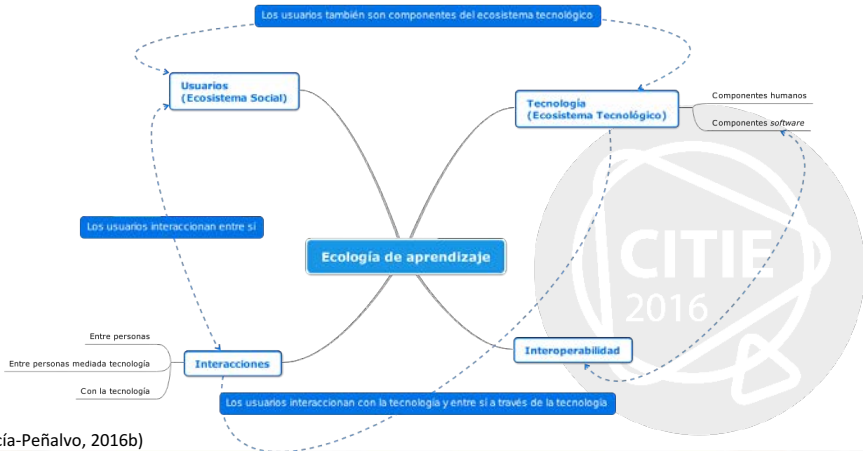 Los usuarios también son componentes del ecosistema tecnológico
Usuarios
(Ecosistema Social)
Tecnología
(Ecosistema Tecnológico)
Componentes humanos
Componentes software
Los usuarios interaccionan entre sí
Ecología de aprendizaje
CITIE
2016
Entre personas
Entre personas mediada tecnología
Con la tecnología
Interacciones
Interoperabilidad
Los usuarios interaccionan con la tecnología y entre sí a través de la tecnología
cía-Peñalvo, 2016b)